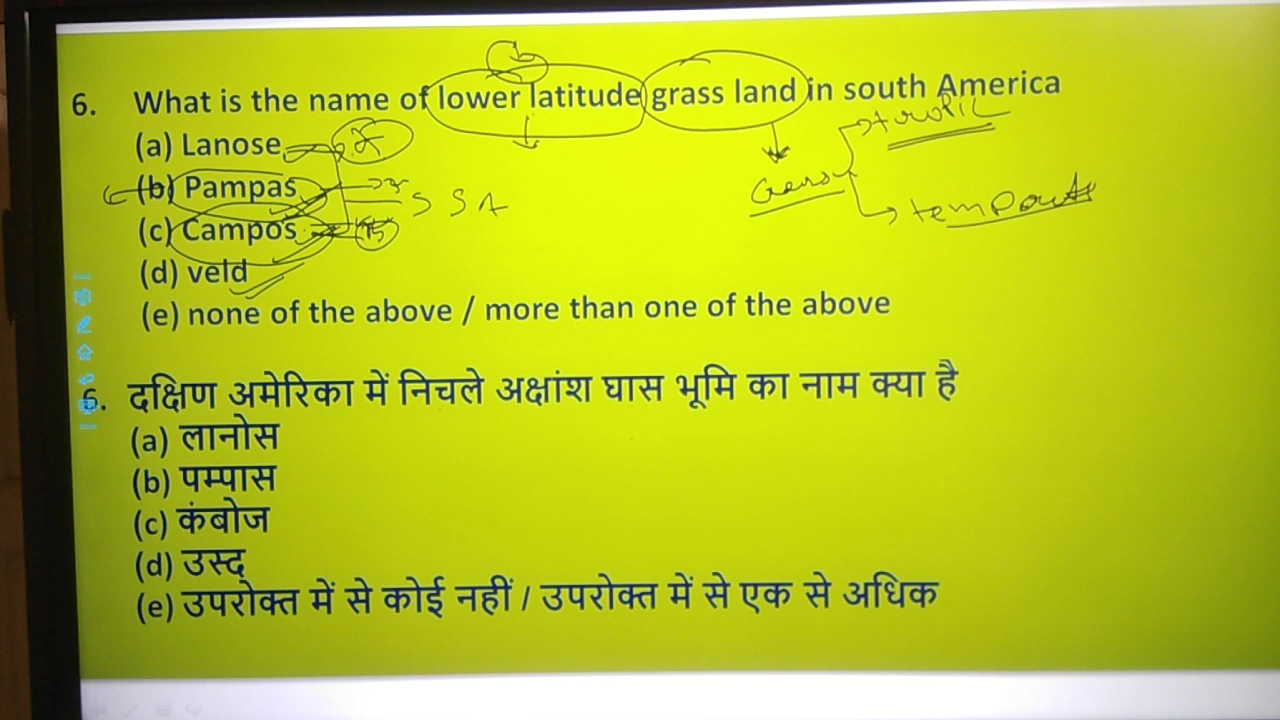 6. What is the name of lower latitude grass land in south America
tropic
(a) Lanose
(b) Pampas
S S A
temp
(c) Campos
(d) veld
(e) none of the above / more than one of the above
6. दक्षिण अमेरिका में निचले अक्षांश घास भूमि का नाम क्या है
(a) लानोस
(b) पम्पास
(c) कंबोज
(d) उस्द
(e) उपरोक्त में से कोई नहीं / उपरोक्त में से एक से अधिक